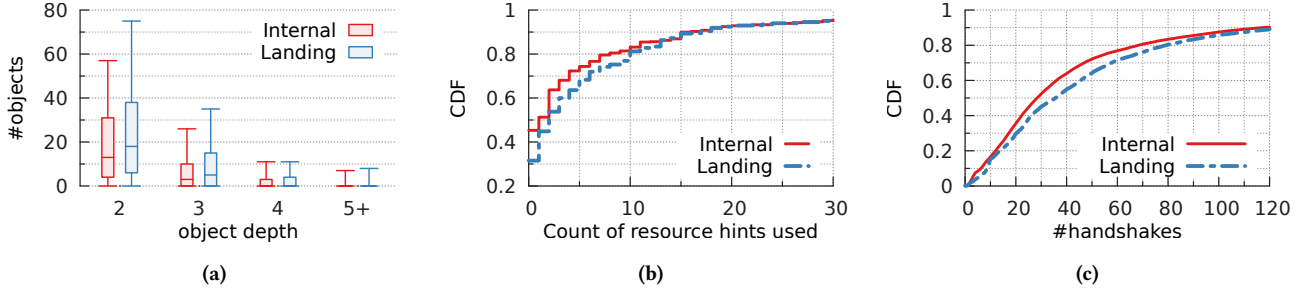 #objects
80
60
40
20
0
Internal
Landing
2 3 4 5+
object depth
(a)
CDF
1
0.8
0.6
0.4
0.2
Internal
Landing
0 10 20 30
Count of resource hints used
(b)
CDF
1
0.8
0.6
0.4
0.2
0
Internal
Landing
0 20 40 60 80 100 120
#handshakes
(c)